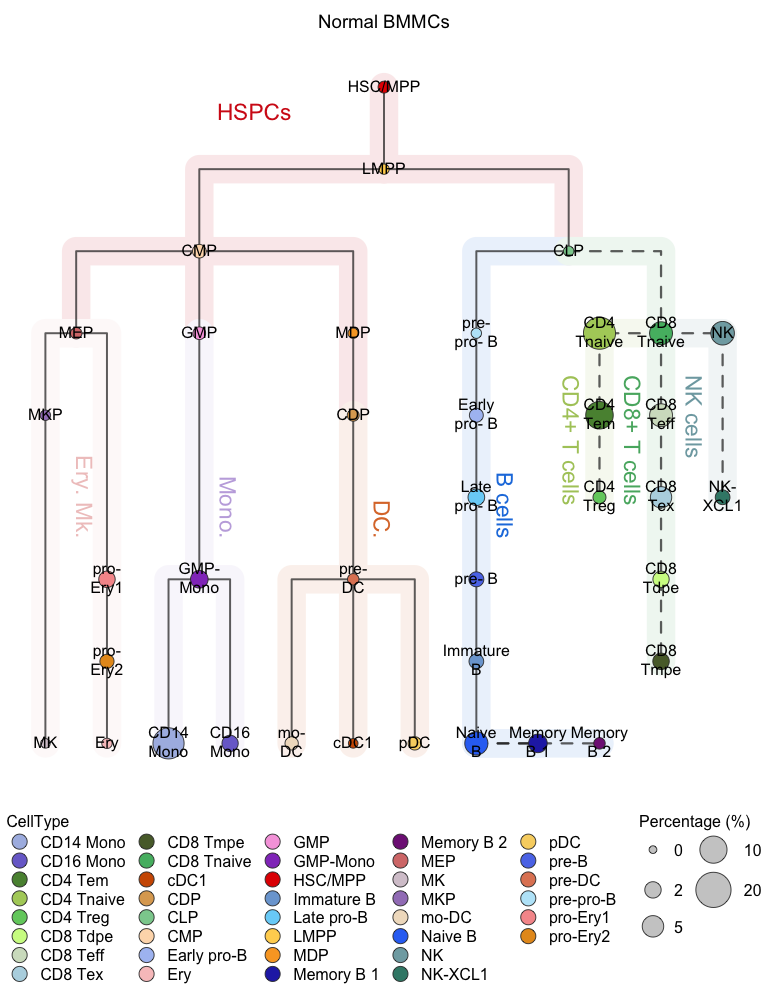 Normal BMMCs
HSC/MPP
HSPCs
LMPP
CMP
CLP
MEP
GMP
MDP
pre-
pro- B
CD4
Tnaive
CD8
Tnaive
NK
MKP
CDP
Early
pro- B
CD4
Tem
CD8
Teff
CD4+ T cells
CD8+ T cells
NK cells
Ery. Mk.
Mono.
DC.
Late
pro- B
B cells
CD4
Treg
CD8
Tex
NK-
XCL1
pro-
Ery1
GMP-
Mono
pre-
DC
pre- B
CD8
Tdpe
pro-
Ery2
Immature
B
CD8
Tmpe
MK
Ery
CD14
Mono
CD16
Mono
mo-
DC
cDC1
pDC
Naive
B
Memory
B 1
Memory
B 2
CellType
CD14 Mono
CD16 Mono
CD4 Tem
CD4 Tnaive
CD4 Treg
CD8 Tdpe
CD8 Teff
CD8 Tex
CD8 Tmpe
CD8 Tnaive
cDC1
CDP
CLP
CMP
Early pro-B
Ery
GMP
GMP-Mono
HSC/MPP
Immature B
Late pro-B
LMPP
MDP
Memory B 1
Memory B 2
MEP
MK
MKP
mo-DC
Naive B
NK
NK-XCL1
pDC
pre-B
pre-DC
pre-pro-B
pro-Ery1
pro-Ery2
Percentage (%)
0
2
5
10
20